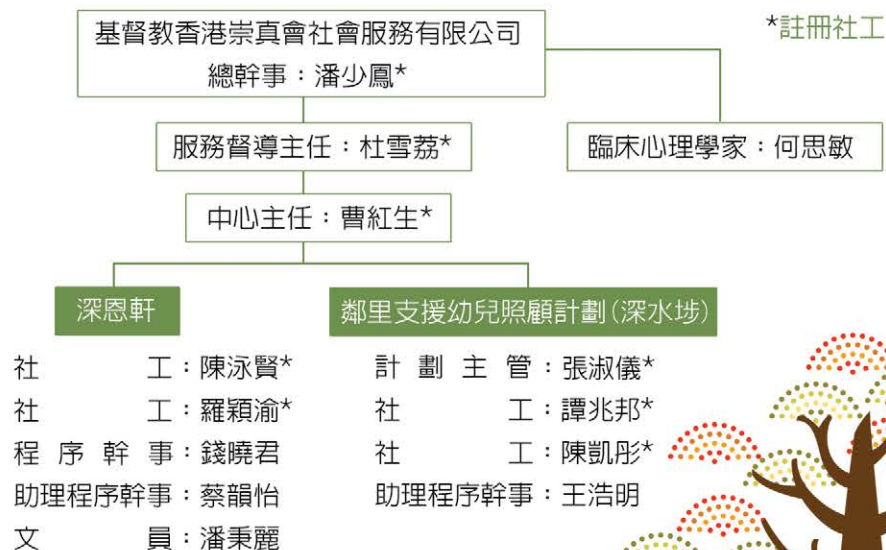 *註冊社工
基督教香港崇真會社會服務有限公司
總幹事：潘少鳳*
服務督導主任：杜雪荔*
臨床心理學家：何思敏
中心主任：曹紅生*
深恩軒
社工：陳泳賢*
社工：羅穎渝*
程序幹事：錢曉君
助理程序幹事：蔡韻怡
文員：潘秉麗
鄰里支援幼兒照顧計劃(深水埗)
計劃主管：張淑儀*
社工：譚兆邦*
社工：陳凱彤*
助理程序幹事：王浩明